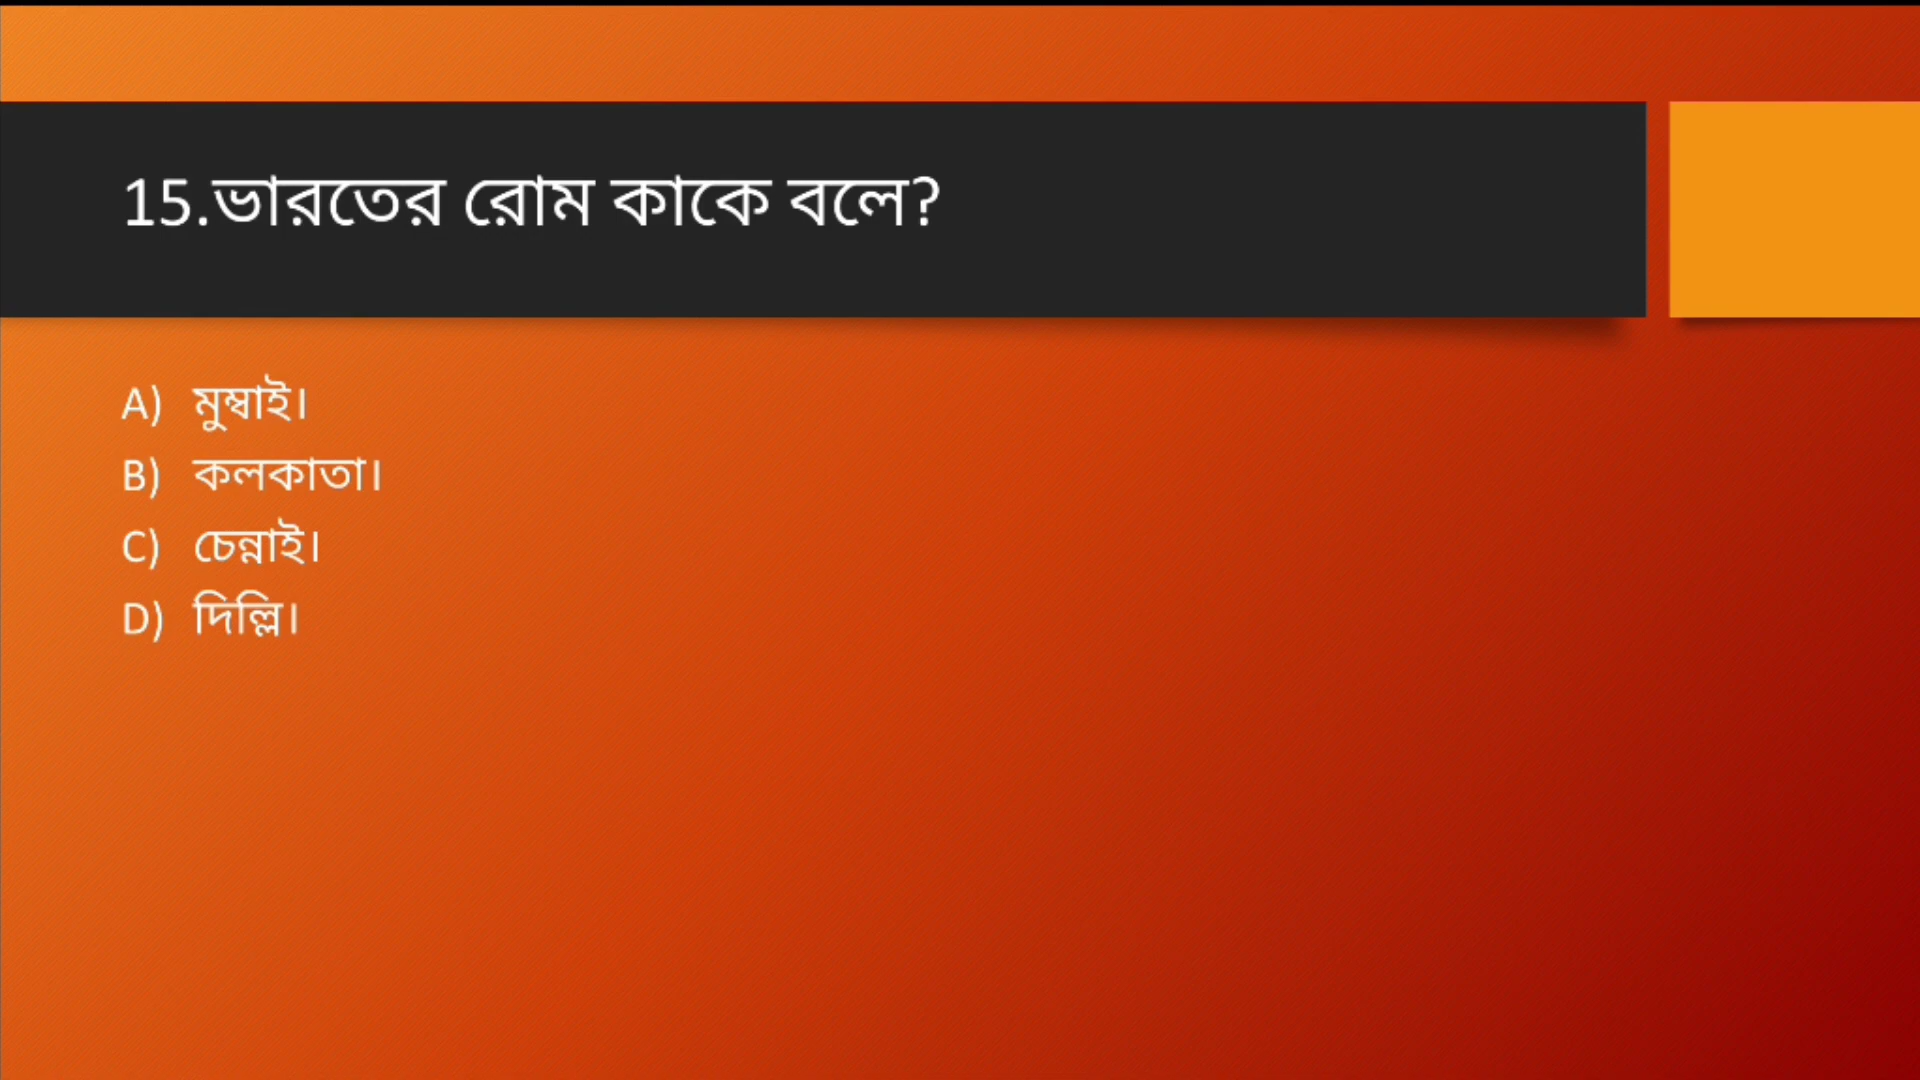 15.ভারতের রোম কাকে বলে?
A) মুম্বাই।
B) কলকাতা।
C) চেন্নাই।
D) দিল্লি।